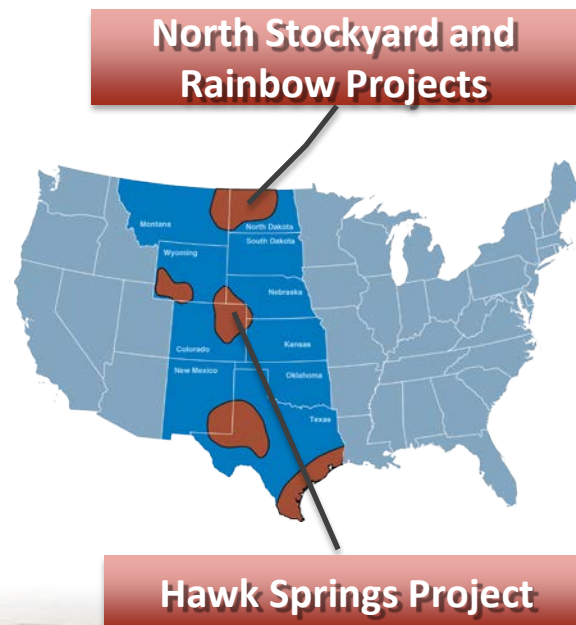 North Stockyard and
Rainbow Projects
Montana
North Dakota
South Dakota
Wyoming
Nebraska
Colorado
Kansas
New Mexico
Oklahoma
Texas
Hawk Springs Project